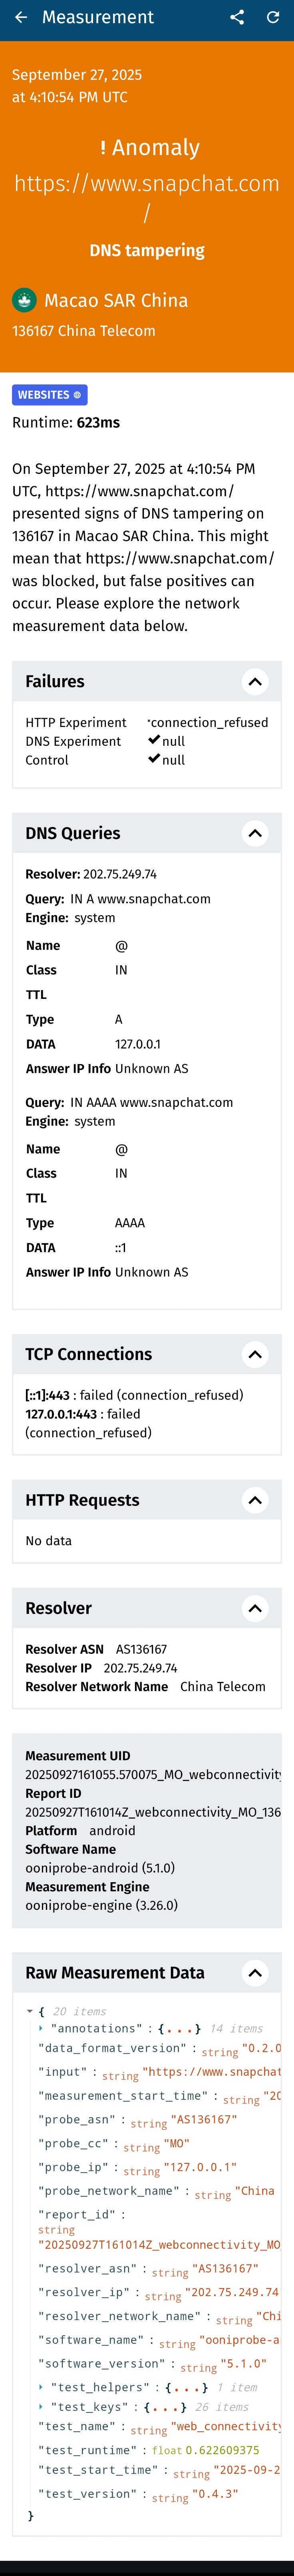 Measurement
September 27, 2025
at 4:10:54 PM UTC
! Anomaly
https://www.snapchat.com
/
DNS tampering
Macao SAR China
136167 China Telecom
WEBSITES
Runtime: 623ms
On September 27, 2025 at 4:10:54 PM
UTC, https://www.snapchat.com/
presented signs of DNS tampering on
136167 in Macao SAR China. This might
mean that https://www.snapchat.com/
was blocked, but false positives can
occur. Please explore the network
measurement data below.
Failures
HTTP Experiment connection_refused
DNS Experiment null
Control null
DNS Queries
Resolver: 202.75.249.74
Query: IN A www.snapchat.com
Engine: system
Name @
Class IN
TTL
Type A
DATA 127.0.0.1
Answer IP Info Unknown AS
Query: IN AAAA www.snapchat.com
Engine: system
Name @
Class IN
TTL
Type AAAA
DATA ::1
Answer IP Info Unknown AS
TCP Connections
[::1]:443 : failed (connection_refused)
127.0.0.1:443 : failed
(connection_refused)
HTTP Requests
No data
Resolver
Resolver ASN AS136167
Resolver IP 202.75.249.74
Resolver Network Name China Telecom
Measurement UID
20250927161055.570075_MO_webconnectivity
Report ID
20250927T161014Z_webconnectivity_MO_136
Platform android
Software Name
ooniprobe-android (5.1.0)
Measurement Engine
ooniprobe-engine (3.26.0)
Raw Measurement Data
{ 20 items
"annotations" : {...} 14 items
"data_format_version" : string "0.2.0
"input" : string "https://www.snapchat
"measurement_start_time" : string "20
"probe_asn" : string "AS136167"
"probe_cc" : string "MO"
"probe_ip" : string "127.0.0.1"
"probe_network_name" : string "China
"report_id" :
string
"20250927T161014Z_webconnectivity_MO_
"resolver_asn" : string "AS136167"
"resolver_ip" : string "202.75.249.74
"resolver_network_name" : string "Chi
"software_name" : string "ooniprobe-a
"software_version" : string "5.1.0"
"test_helpers" : {...} 1 item
"test_keys" : {...} 26 items
"test_name" : string "web_connectivity
"test_runtime" : float 0.622609375
"test_start_time" : string "2025-09-2
"test_version" : string "0.4.3"
}